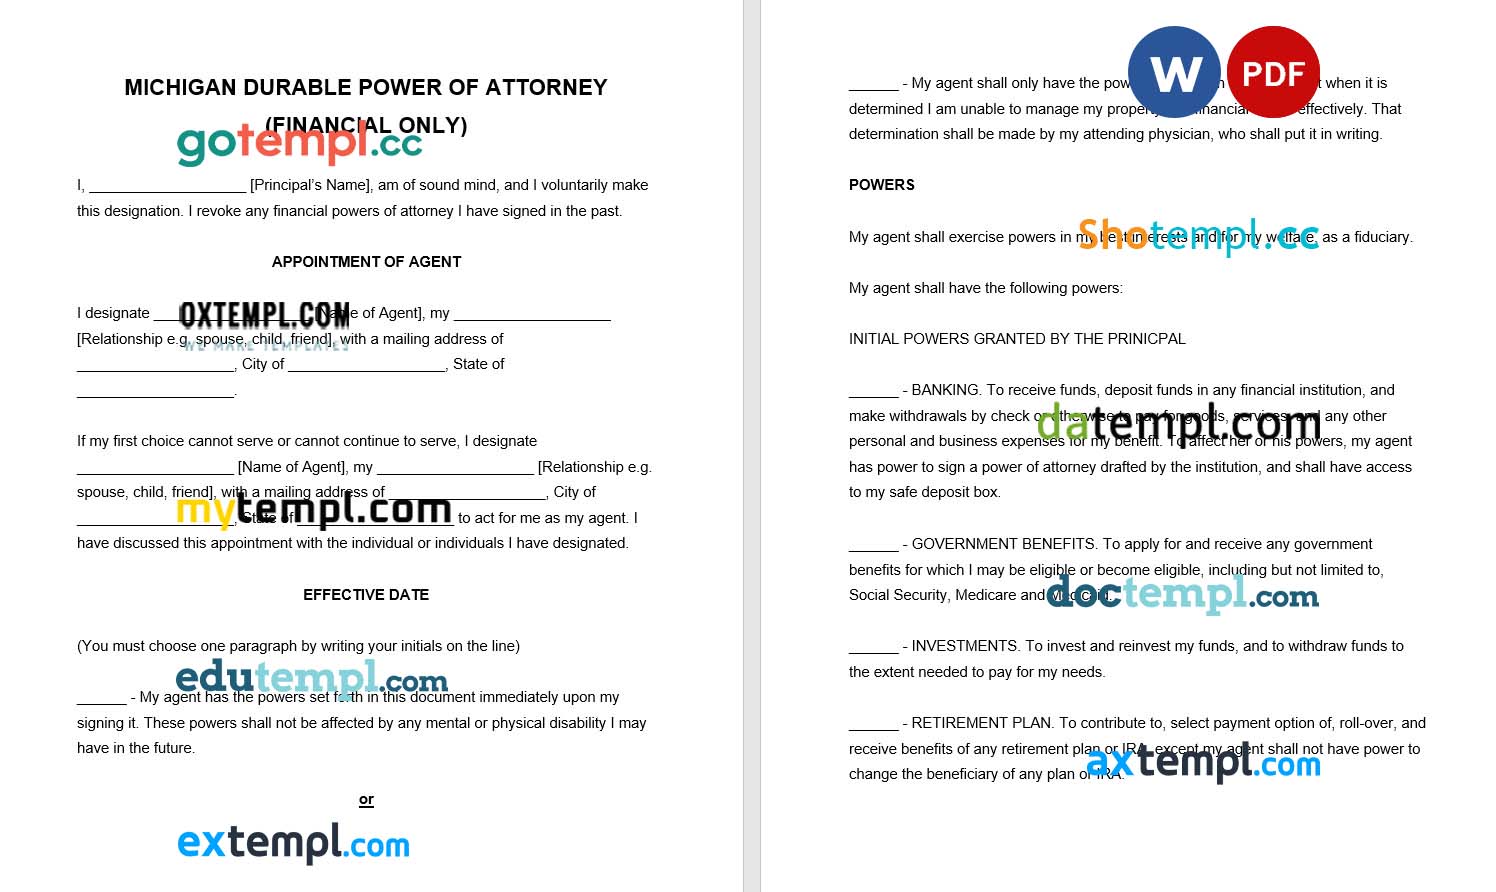 MICHIGAN DURABLE POWER OF ATTORNEY
(FINANCIAL ONLY)
gotempl.cc
I, ___________________ [Principal's Name], am of sound mind, and I voluntarily make
this designation. I revoke any financial powers of attorney I have signed in the past.
APPOINTMENT OF AGENT
I designate ___________________ [Name of Agent], my ___________________
OXTEMPL.COM
[Relationship e.g. spouse, child, friend], with a mailing address of
WE MAKE TEMPLATES
___________________, City of ___________________, State of
___________________.
If my first choice cannot serve or cannot continue to serve, I designate
___________________ [Name of Agent], my ___________________ [Relationship e.g.
spouse, child, friend], with a mailing address of ___________________, City of
___________________, State of ___________________ to act for me as my agent. I
mytempl.com
have discussed this appointment with the individual or individuals I have designated.
EFFECTIVE DATE
(You must choose one paragraph by writing your initials on the line)
edutempl.com
______ - My agent has the powers set forth in this document immediately upon my
signing it. These powers shall not be affected by any mental or physical disability I may
have in the future.
or
extempl.com
W PDF
______ - My agent shall only have the when it is
determined I am unable to manage my effectively. That
determination shall be made by my attending physician, who shall put it in writing.
POWERS
My agent shall exercise powers in my best interests and for my welfare, as a fiduciary.
Shotempl.cc
My agent shall have the following powers:
INITIAL POWERS GRANTED BY THE PRINICPAL
______ - BANKING. To receive funds, deposit funds in any financial institution, and
make withdrawals by check or otherwise to pay for goods, services, and any other
datempl.com
personal and business expenses for my benefit. To affect her or his powers, my agent
has power to sign a power of attorney drafted by the institution, and shall have access
to my safe deposit box.
______ - GOVERNMENT BENEFITS. To apply for and receive any government
benefits for which I may be eligible or become eligible, including but not limited to,
Social Security, Medicare and Medicaid.
doctempl.com
______ - INVESTMENTS. To invest and reinvest my funds, and to withdraw funds to
the extent needed to pay for my needs.
______ - RETIREMENT PLAN. To contribute to, select payment option of, roll-over, and
receive benefits of any retirement plan or IRA, except my agent shall not have power to
axtempl.com
change the beneficiary of any plan or IRA.